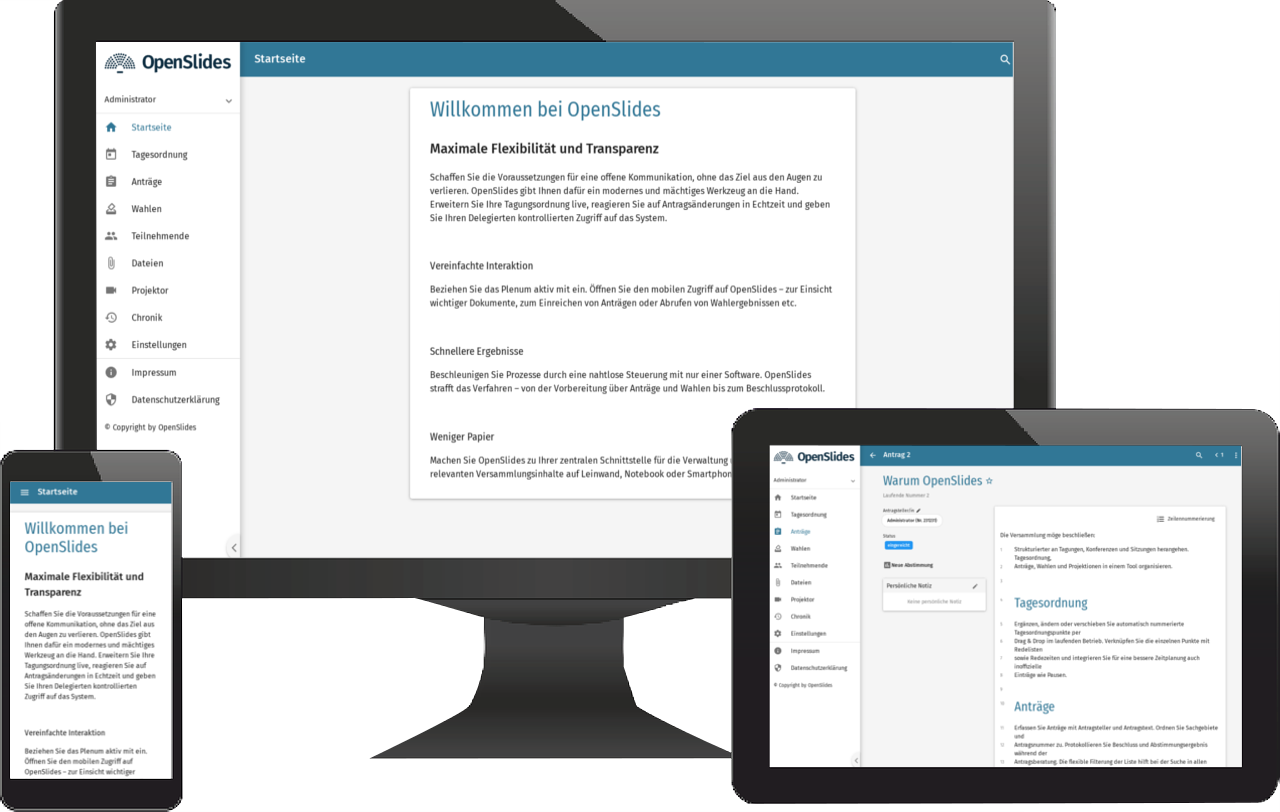 OpenSlides
Startseite
Administrator
Startseite
Tagesordnung
Anträge
Wahlen
Teilnehmende
Dateien
Projektor
Chronik
Einstellungen
Impressum
Datenschutzerklärung
© Copyright by OpenSlides
Willkommen bei OpenSlides
Maximale Flexibilität und Transparenz
Schaffen Sie die Voraussetzungen für eine offene Kommunikation, ohne das Ziel aus den Augen zu
verlieren. OpenSlides gibt Ihnen dafür ein modernes und mächtiges Werkzeug an die Hand.
Erweitern Sie Ihre Tagungsordnung live, reagieren Sie auf Antragsänderungen in Echtzeit und geben
Sie Ihren Delegierten kontrollierten Zugriff auf das System.
Vereinfachte Interaktion
Beziehen Sie das Plenum aktiv mit ein. Öffnen Sie den mobilen Zugriff auf OpenSlides – zur Einsicht
wichtiger Dokumente, zum Einreichen von Anträgen oder Abrufen von Wahlergebnissen etc.
Schnellere Ergebnisse
Beschleunigen Sie Prozesse durch eine nahtlose Steuerung mit nur einer Software. OpenSlides
strafft das Verfahren – von der Vorbereitung über Anträge und Wahlen bis zum Beschlussprotokoll.
Weniger Papier
Machen Sie OpenSlides zu Ihrer zentralen Schnittstelle für die Verwaltung
relevanten Versammlungsinhalte auf Leinwand, Notebook oder Smartphon
Startseite
Willkommen bei
OpenSlides
Maximale Flexibilität und
Transparenz
Schaffen Sie die Voraussetzungen für eine
offene Kommunikation, ohne das Ziel aus
den Augen zu verlieren. OpenSlides gibt
Ihnen dafür ein modernes und mächtiges
Werkzeug an die Hand. Erweitern Sie Ihre
Tagungsordnung live, reagieren Sie auf
Antragsänderungen in Echtzeit und geben
Sie Ihren Delegierten kontrollierten
Zugriff auf das System.
Vereinfachte Interaktion
Beziehen Sie das Plenum aktiv mit ein.
Öffnen Sie den mobilen Zugriff auf
OpenSlides – zur Einsicht wichtiger
OpenSlides
Antrag 2
1
Administrator
Startseite
Tagesordnung
Anträge
Wahlen
Teilnehmende
Dateien
Projektor
Chronik
Einstellungen
Impressum
Datenschutzerklärung
© Copyright by OpenSlides
Warum OpenSlides
Laufende Nummer 2
Antragsteller/in
Administrator
Status
eingereicht
Neue Abstimmung
Persönliche Notiz
Keine persönliche Notiz
Zeilennummerierung
Die Versammlung möge beschließen:
1 Strukturierter an Tagungen, Konferenzen und Sitzungen herangehen.
Tagesordnung,
2 Anträge, Wahlen und Projektionen in einem Tool organisieren.
3
4 Tagesordnung
5 Ergänzen, ändern oder verschieben Sie automatisch nummerierte
Tagesordnungspunkte per
6 Drag & Drop im laufenden Betrieb. Verknüpfen Sie die einzelnen Punkte mit
Redelisten
7 sowie Redezeiten und integrieren Sie für eine bessere Zeitplanung auch
inoffizielle
8 Einträge wie Pausen.
9
10 Anträge
11 Erfassen Sie Anträge mit Antragsteller und Antragstext. Ordnen Sie Sachgebiete
und
12 Antragsnummer zu. Protokollieren Sie Beschluss und Abstimmungsergebnis
während der
13 Antragsberatung. Die flexible Filterung der Liste hilft bei der Suche in allen